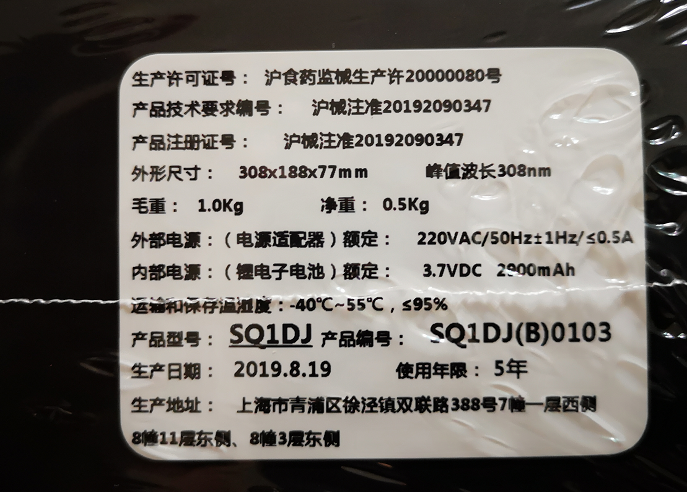 生产许可证号： 沪食药监械生产许20000080号
产品技术要求编号： 沪械注准20192090347
产品注册证号： 沪械注准20192090347
外形尺寸： 308x188x77mm 峰值波长308nm
毛重： 1.0Kg 净重： 0.5Kg
外部电源：（电源适配器）额定： 220VAC/50Hz±1Hz/≤0.5A
内部电源：（锂电子电池）额定： 3.7VDC 2900mAh
运输和保存温湿度：-40℃~55℃，≤95%
产品型号： SQ1DJ 产品编号： SQ1DJ(B)0103
生产日期： 2019.8.19 使用年限： 5年
生产地址： 上海市青浦区徐泾镇双联路388号7幢一层西侧
8幢11层东侧、8幢3层东侧